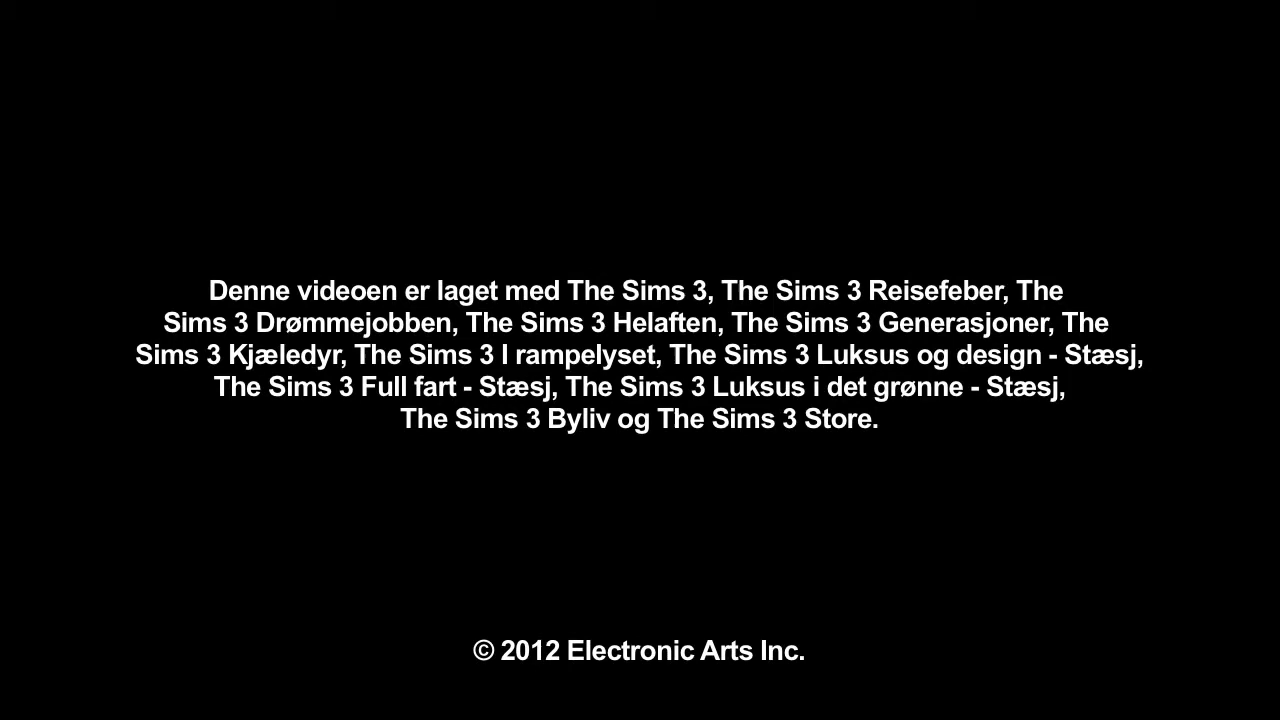 Denne videoen er laget med The Sims 3, The Sims 3 Reisefeber, The
Sims 3 Drømmejobben, The Sims 3 Helaften, The Sims 3 Generasjoner, The
Sims 3 Kjæledyr, The Sims 3 I rampelyset, The Sims 3 Luksus og design - Stæsj,
The Sims 3 Full fart - Stæsj, The Sims 3 Luksus i det grønne - Stæsj,
The Sims 3 Byliv og The Sims 3 Store.
© 2012 Electronic Arts Inc.